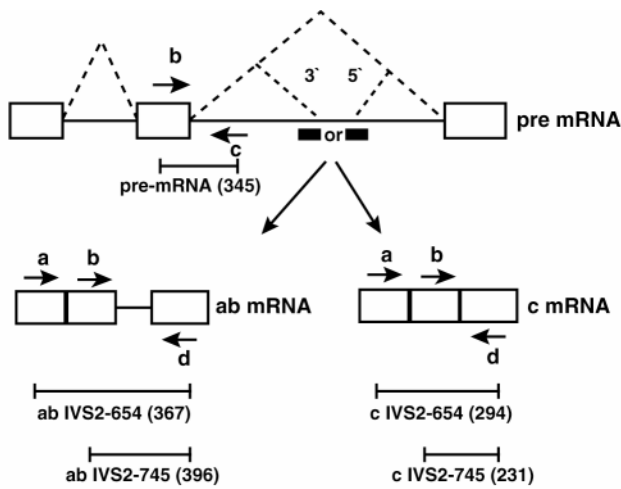 b
3` 5`
pre mRNA
or
c
pre-mRNA (345)
a b
ab mRNA
d
a b
c mRNA
d
ab IVS2-654 (367)
c IVS2-654 (294)
ab IVS2-745 (396)
c IVS2-745 (231)